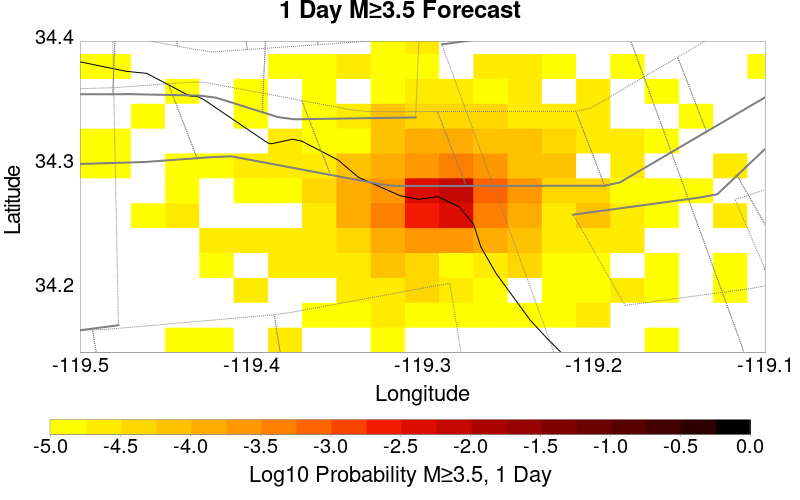 1 Day M≥3.5 Forecast
34.4
34.3
34.2
Latitude
-119.5 -119.4 -119.3 -119.2 -119.1
Longitude
-5.0 -4.5 -4.0 -3.5 -3.0 -2.5 -2.0 -1.5 -1.0 -0.5 0.0
Log10 Probability M≥3.5, 1 Day